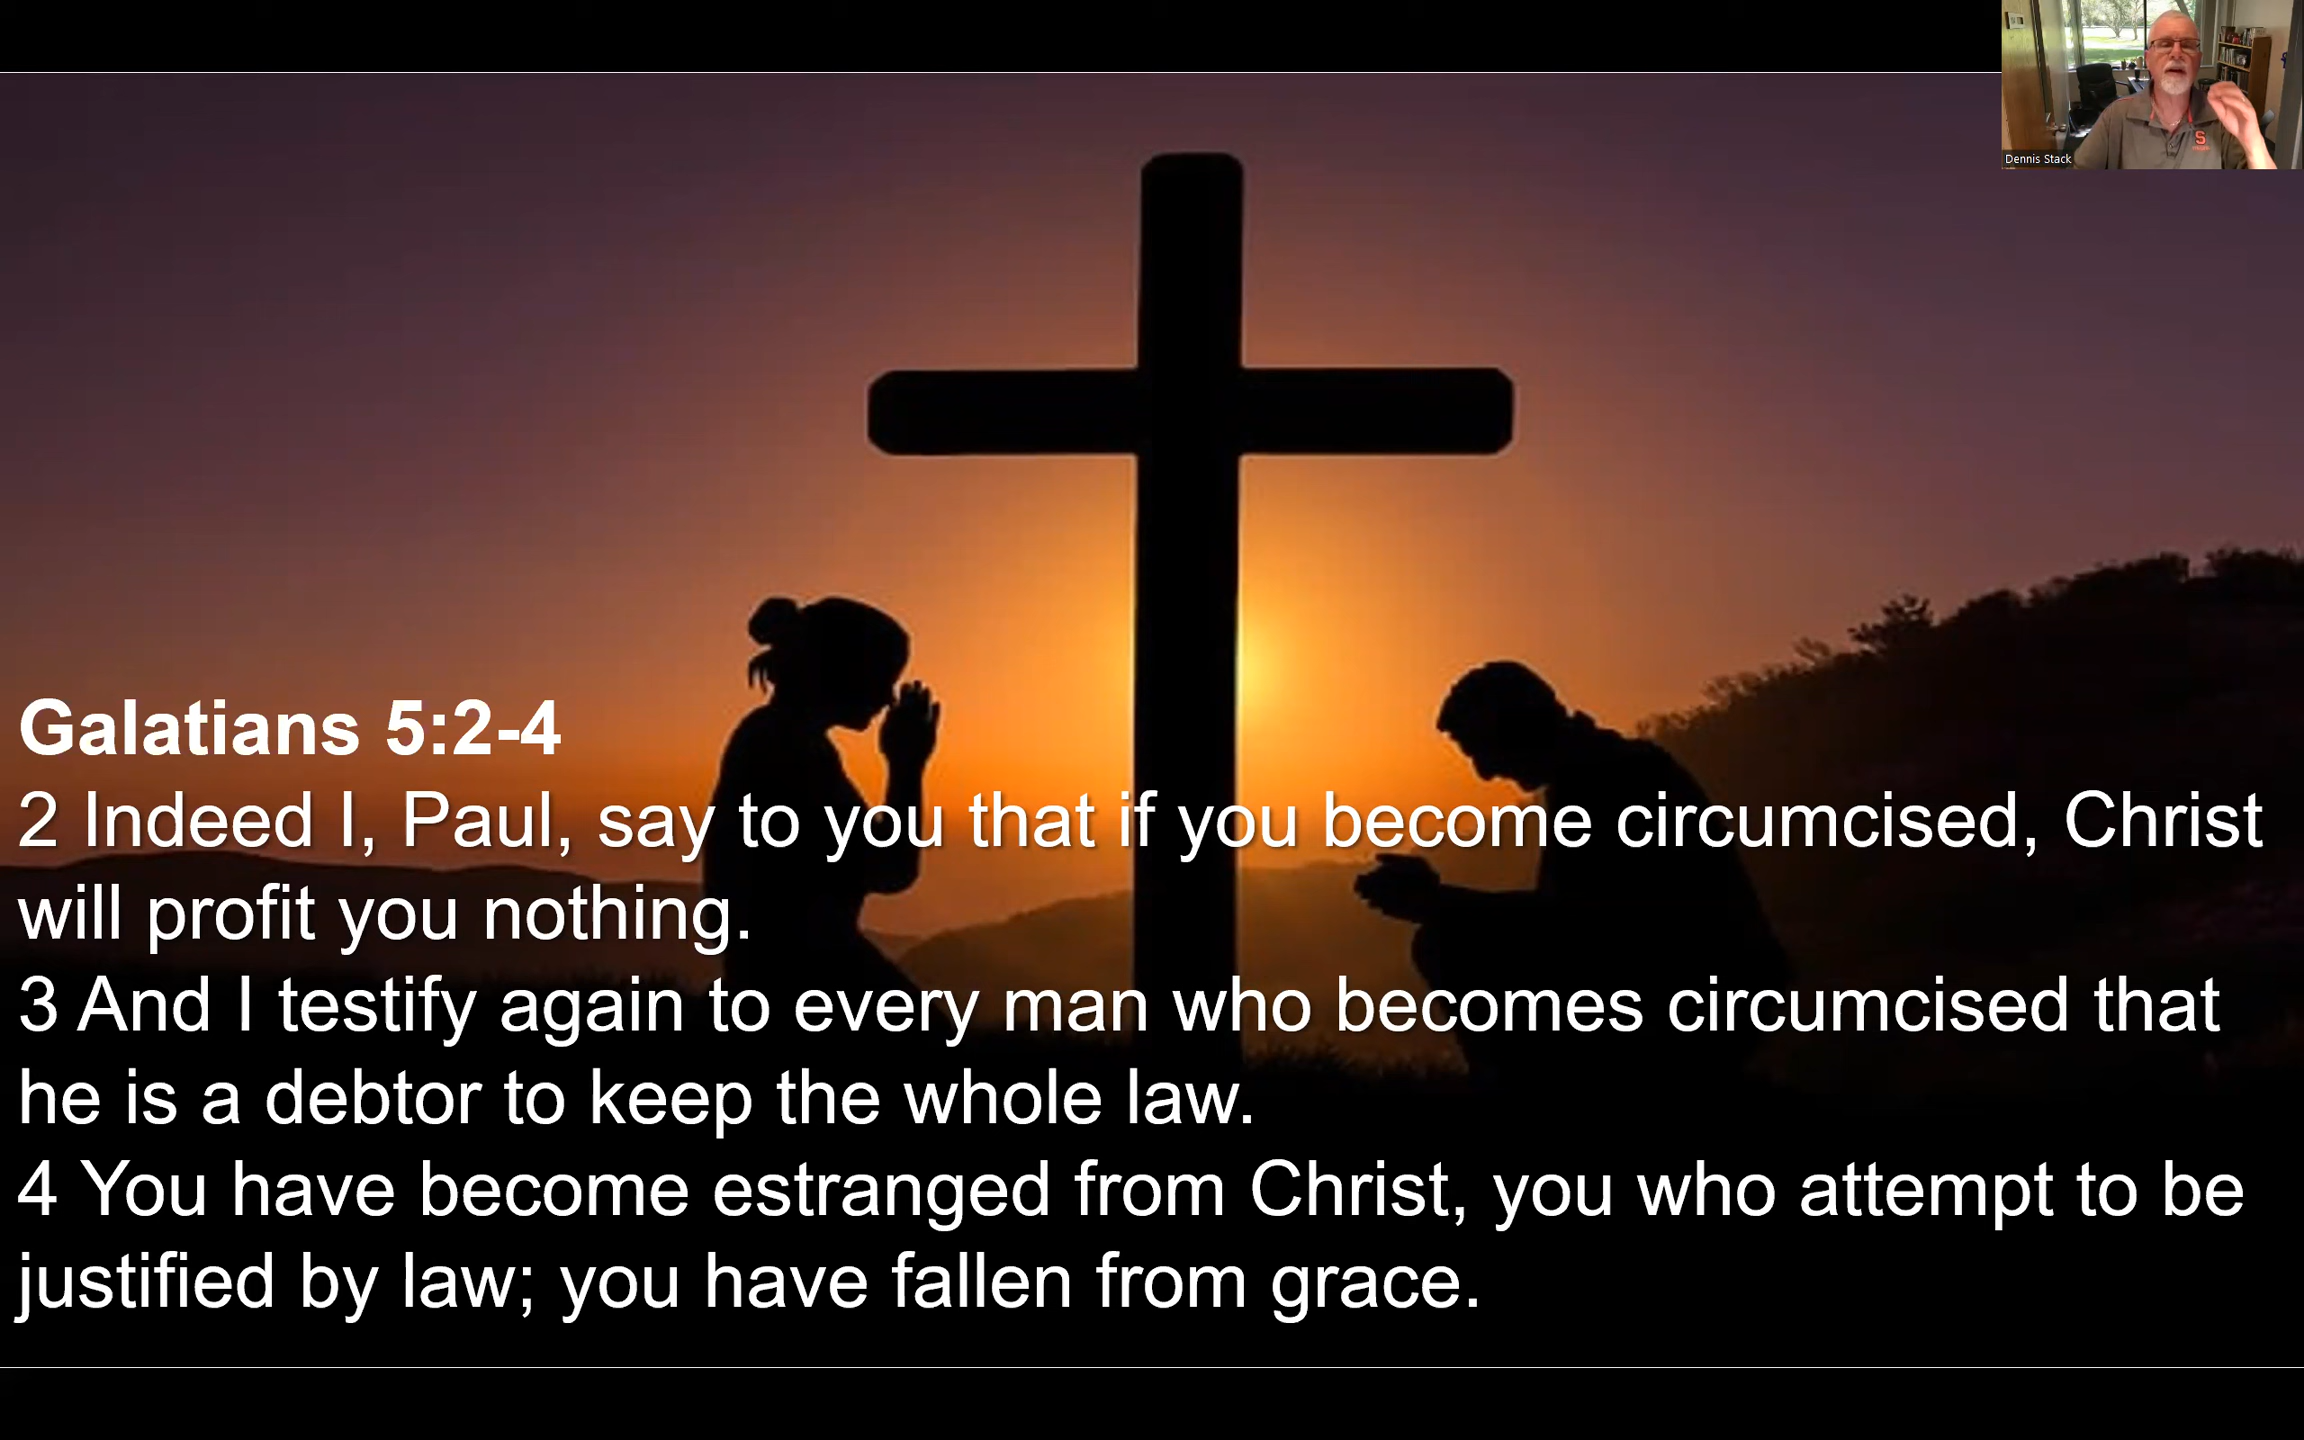 Dennis Stack
S
Galatians 5:2-4
2 Indeed I, Paul, say to you that if you become circumcised, Christ
will profit you nothing.
3 And I testify again to every man who becomes circumcised that
he is a debtor to keep the whole law.
4 You have become estranged from Christ, you who attempt to be
justified by law; you have fallen from grace.